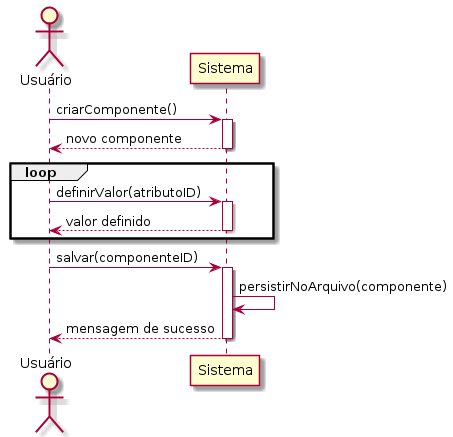 Usuário
Sistema
criarComponente()
novo componente
loop
definirValor(atributoID)
valor definido
salvar(componenteID)
persistirNoArquivo(componente)
mensagem de sucesso
Usuário
Sistema